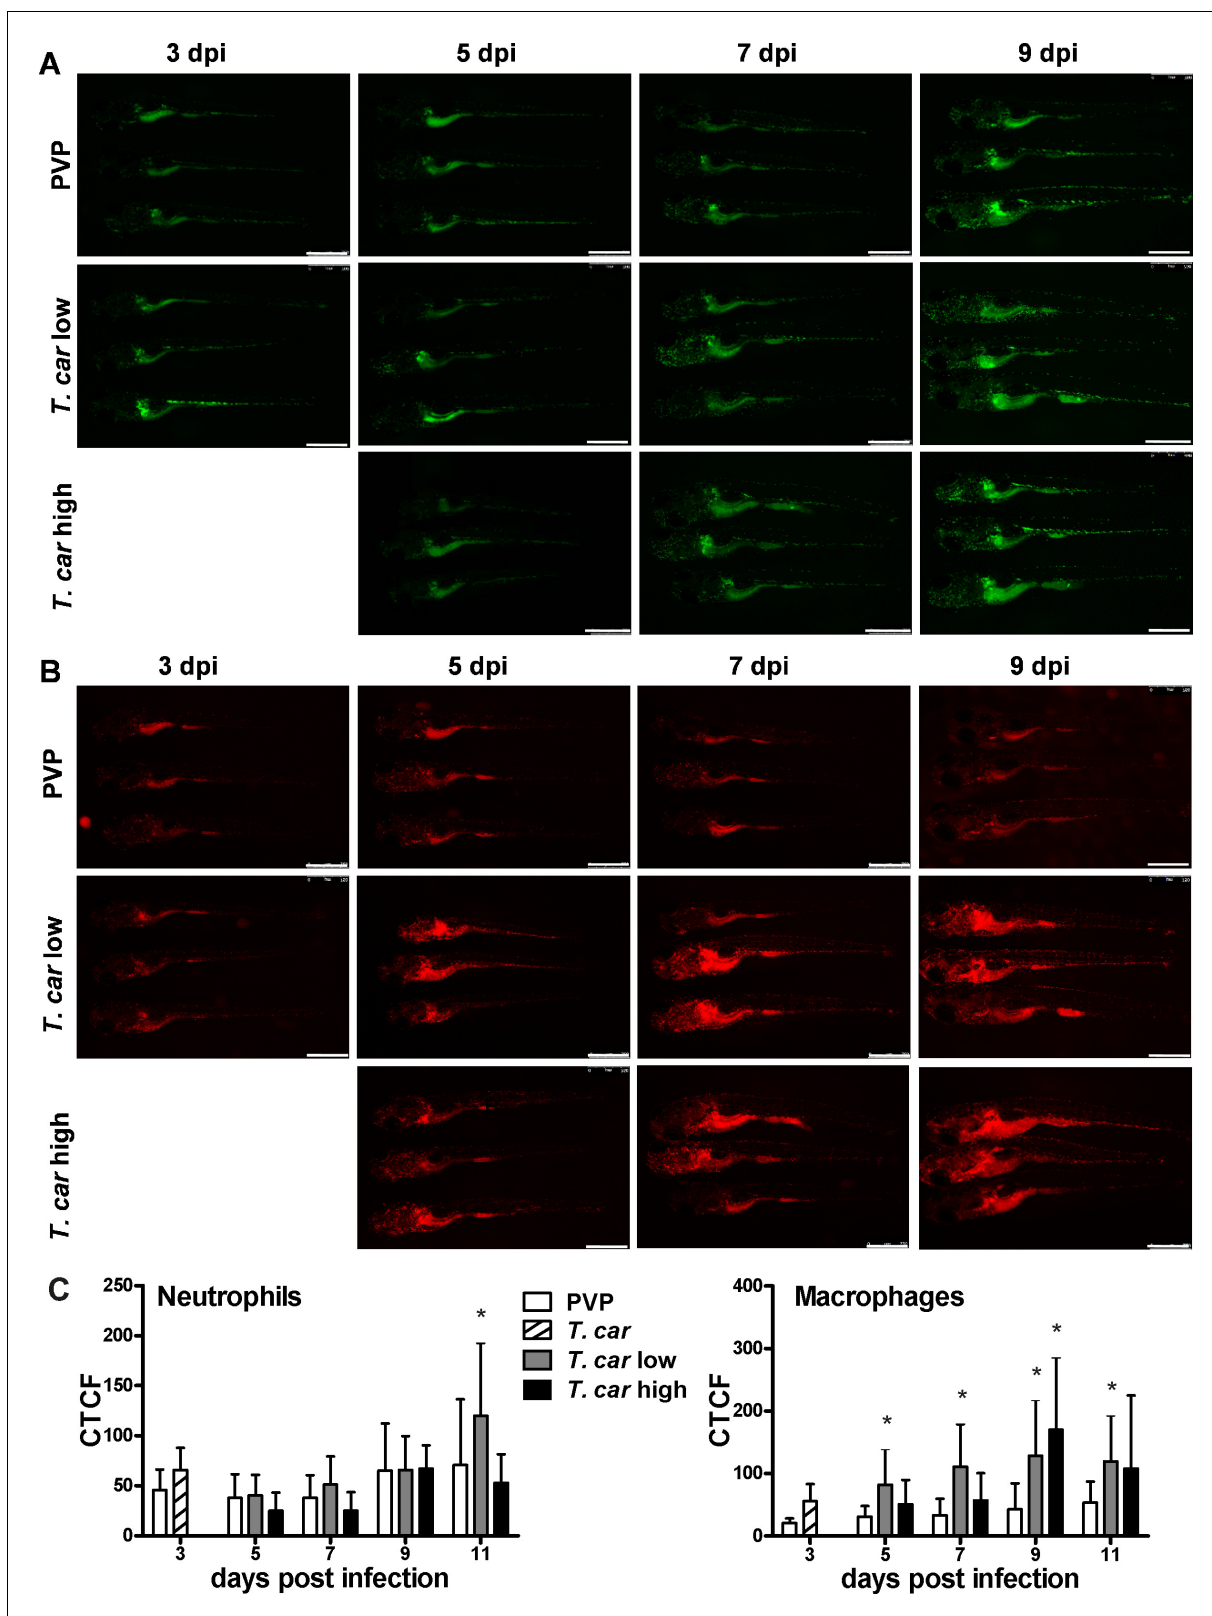 A
3 dpi 5 dpi 7 dpi 9 dpi
PVP
T. car low
T. car high
B
3 dpi 5 dpi 7 dpi 9 dpi
PVP
T. car low
T. car high
C
Neutrophils
CTCF
250
200
150
100
50
0
3 5 7 9 11
days post infection
PVP
T. car
T. car low
T. car high
Macrophages
CTCF
400
300
200
100
0
3 5 7 9 11
days post infection
* * * * * *